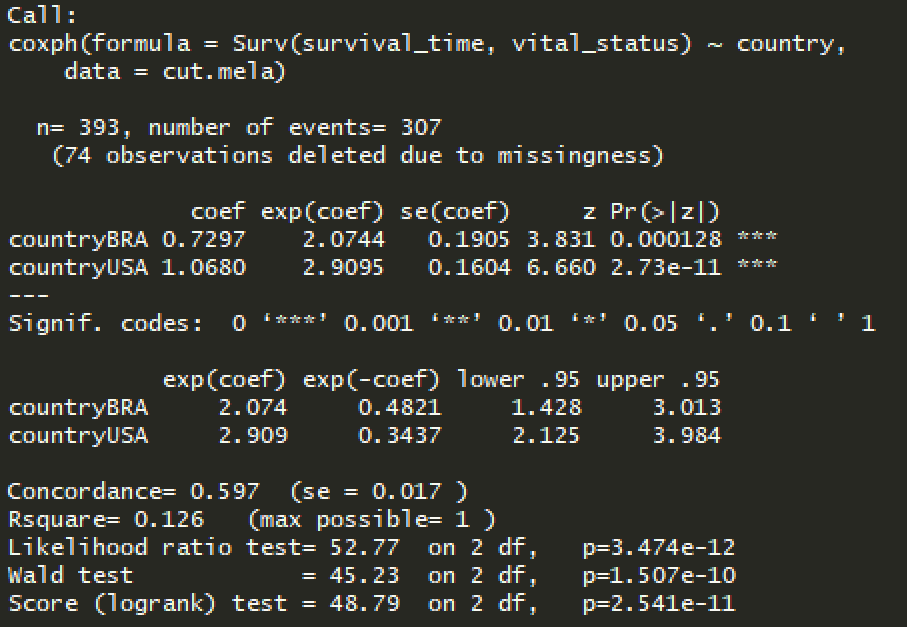 Call:
coxph(formula = Surv(survival_time, vital_status) ~ country,
    data = cut.mela)

  n= 393, number of events= 307
   (74 observations deleted due to missingness)

             coef exp(coef) se(coef)     z Pr(>|z|)
countryBRA 0.7297    2.0744   0.1905 3.831 0.000128 ***
countryUSA 1.0680    2.9095   0.1604 6.660 2.73e-11 ***
---
Signif. codes:  0 ‘***’ 0.001 ‘**’ 0.01 ‘*’ 0.05 ‘.’ 0.1 ‘ ’ 1

           exp(coef) exp(-coef) lower .95 upper .95
countryBRA     2.074     0.4821     1.428     3.013
countryUSA     2.909     0.3437     2.125     3.984

Concordance= 0.597  (se = 0.017 )
Rsquare= 0.126   (max possible= 1 )
Likelihood ratio test= 52.77  on 2 df,   p=3.474e-12
Wald test            = 45.23  on 2 df,   p=1.507e-10
Score (logrank) test = 48.79  on 2 df,   p=2.541e-11